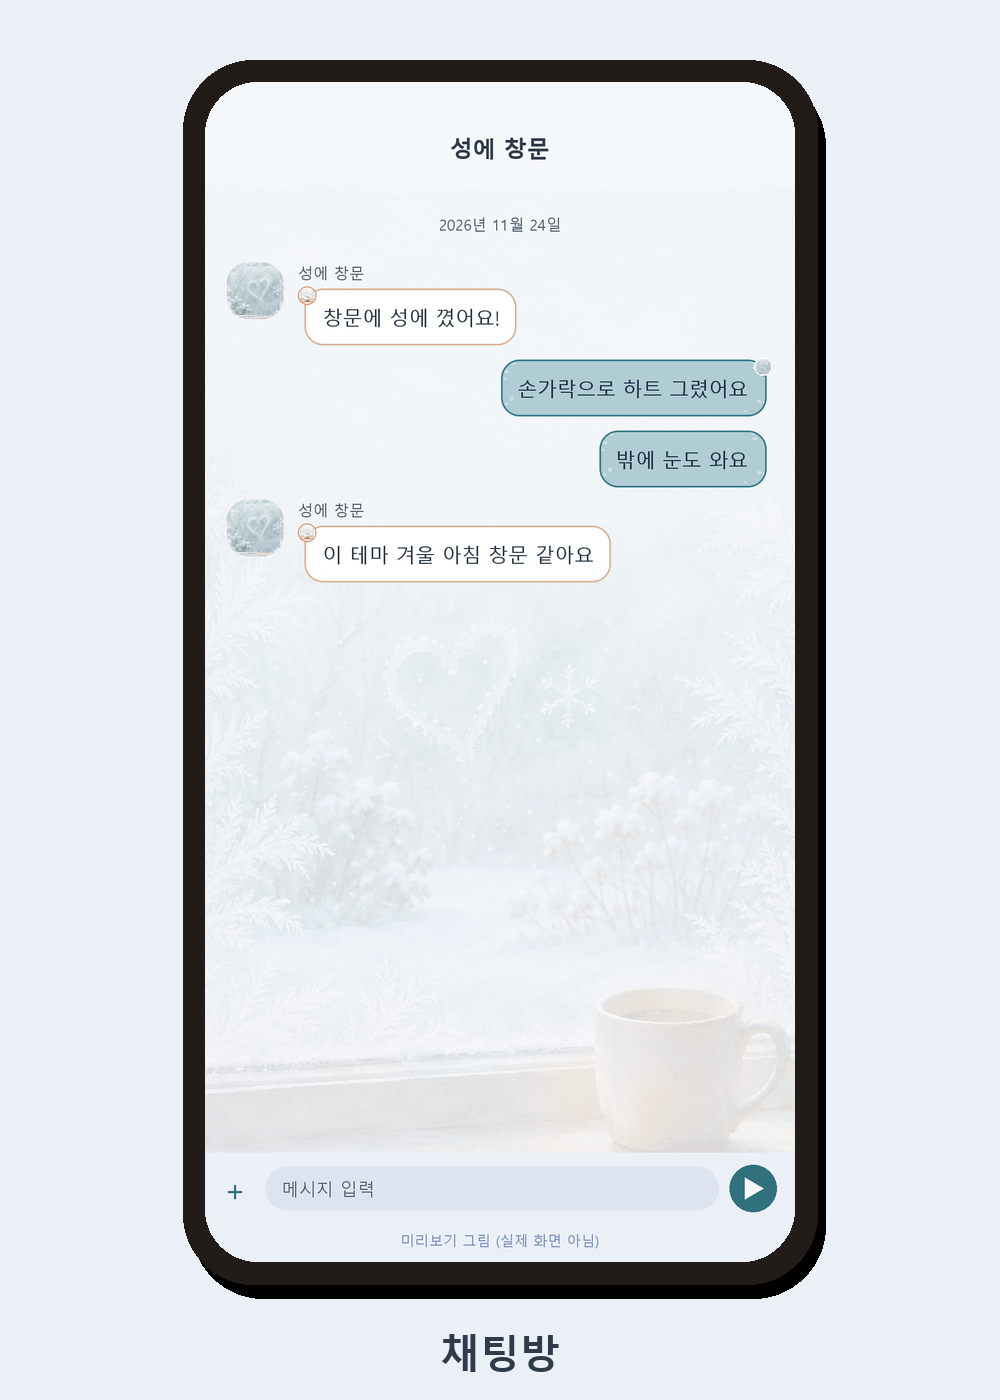 성에 창문
2026년 11월 24일
성에 창문
창문에 성에 꼈어요!
손가락으로 하트 그렸어요
밖에 눈도 와요
성에 창문
이 테마 겨울 아침 창문 같아요
+ 메시지 입력
미리보기 그림 (실제 화면 아님)
채팅방